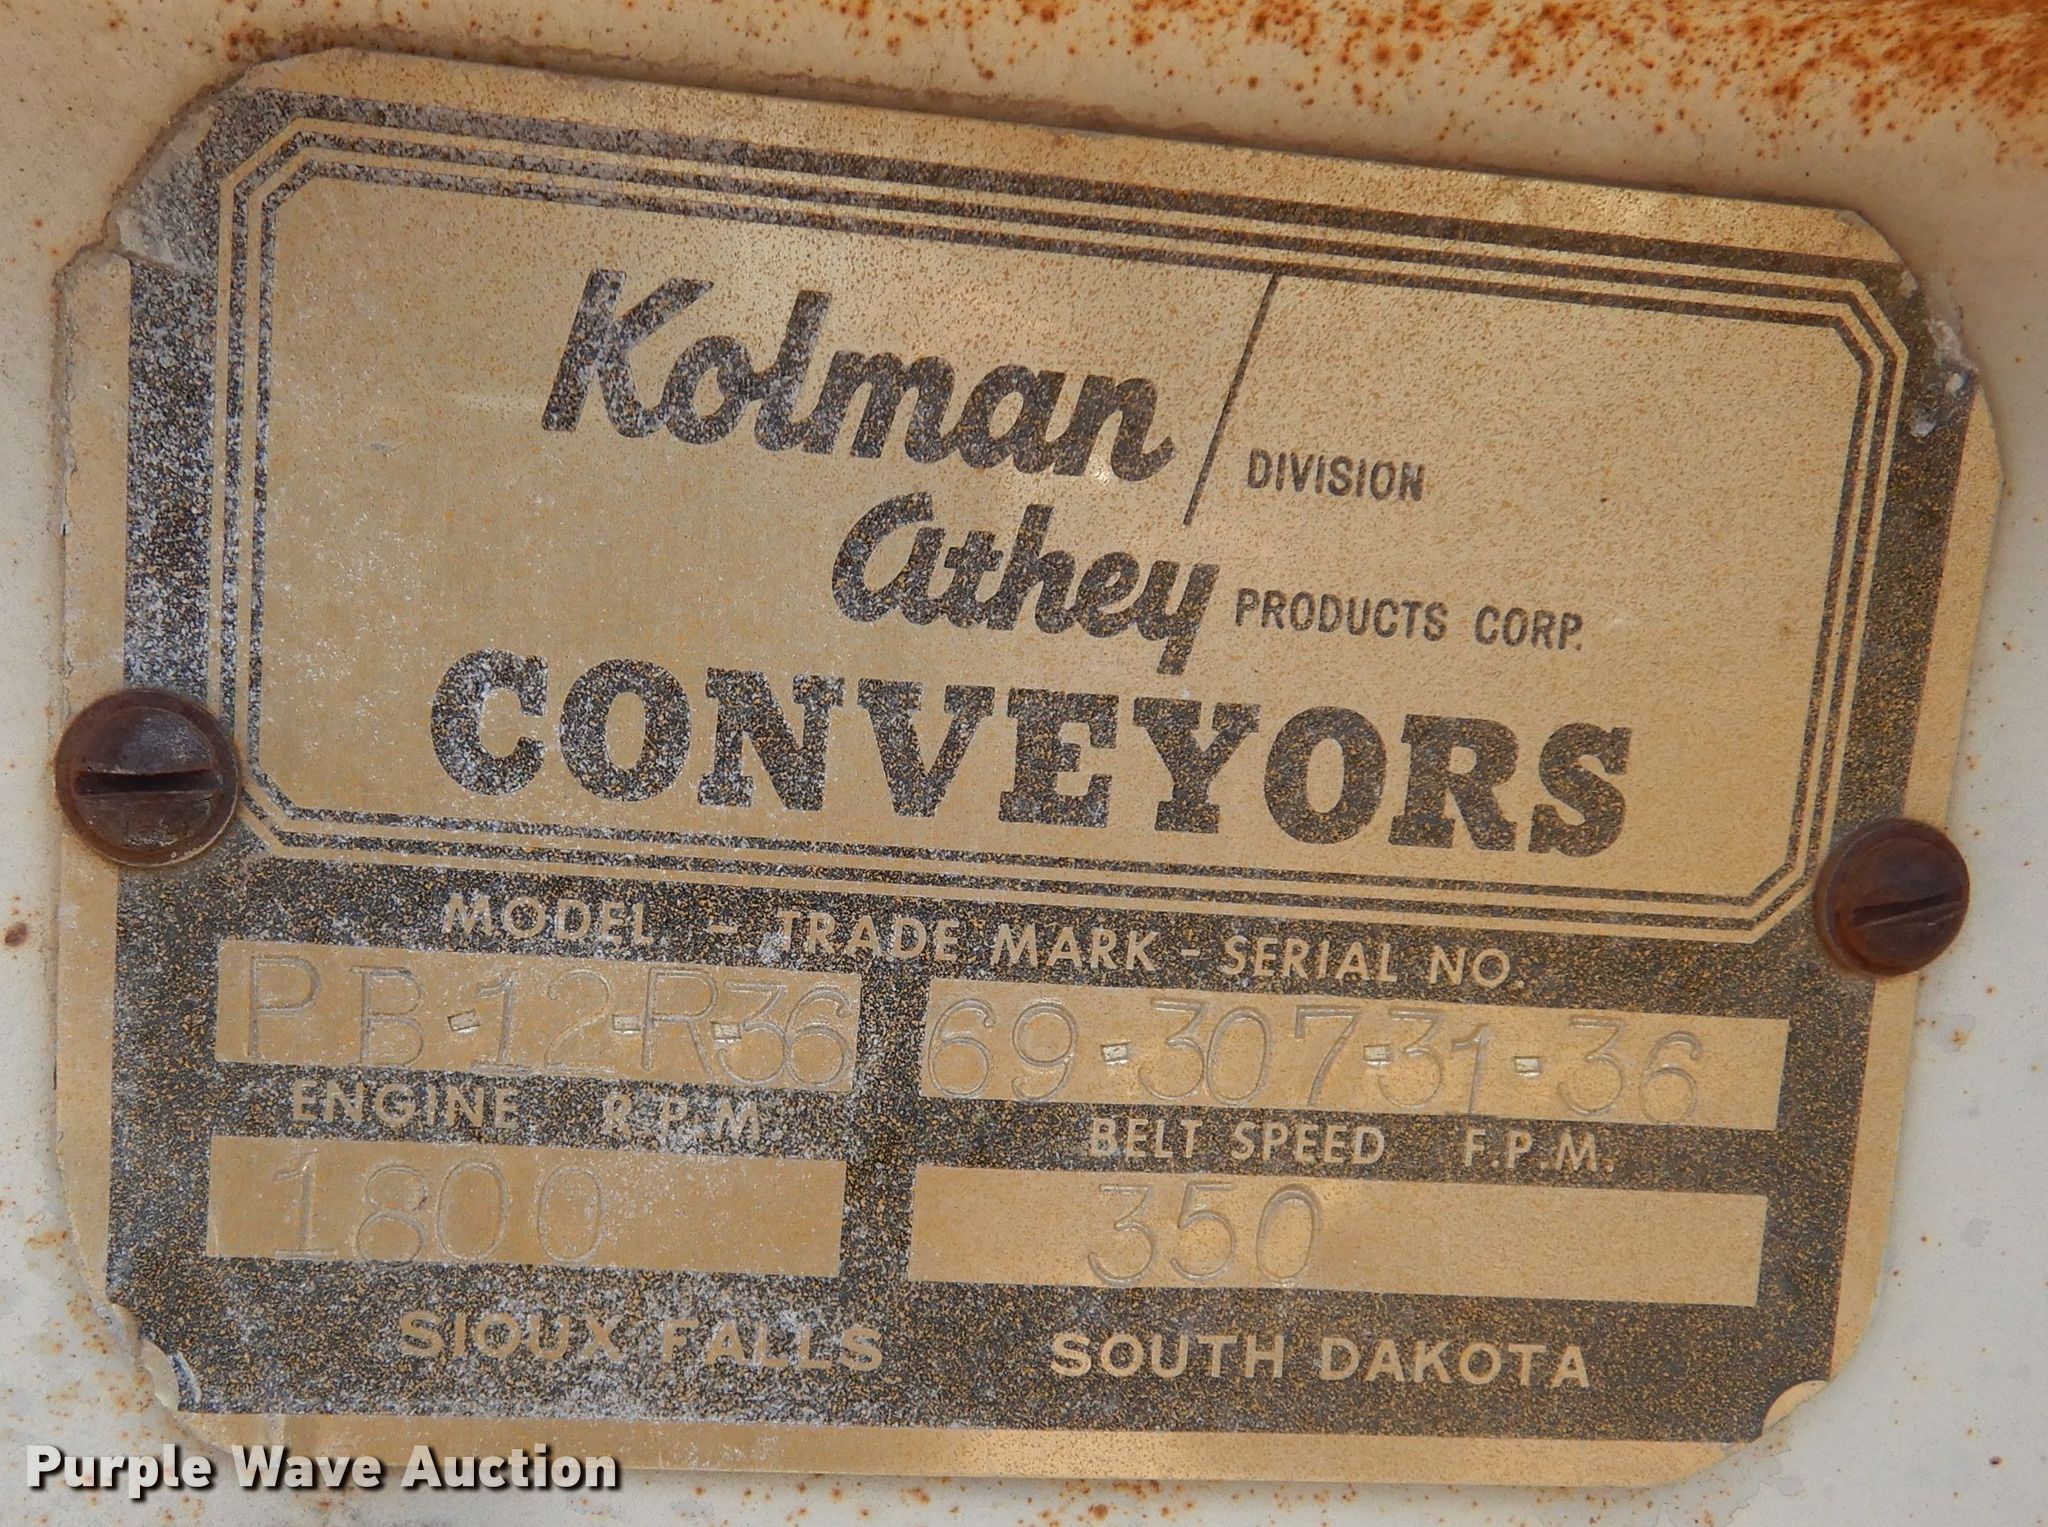 Kolman DIVISION
Athey PRODUCTS CORP.
CONVEYORS
MODEL - TRADE MARK - SERIAL NO.
PB-12-R-36 69-307-31-36
ENGINE R.P.M. BELT SPEED F.P.M.
1800 350
SIOUX FALLS SOUTH DAKOTA
Purple Wave Auction